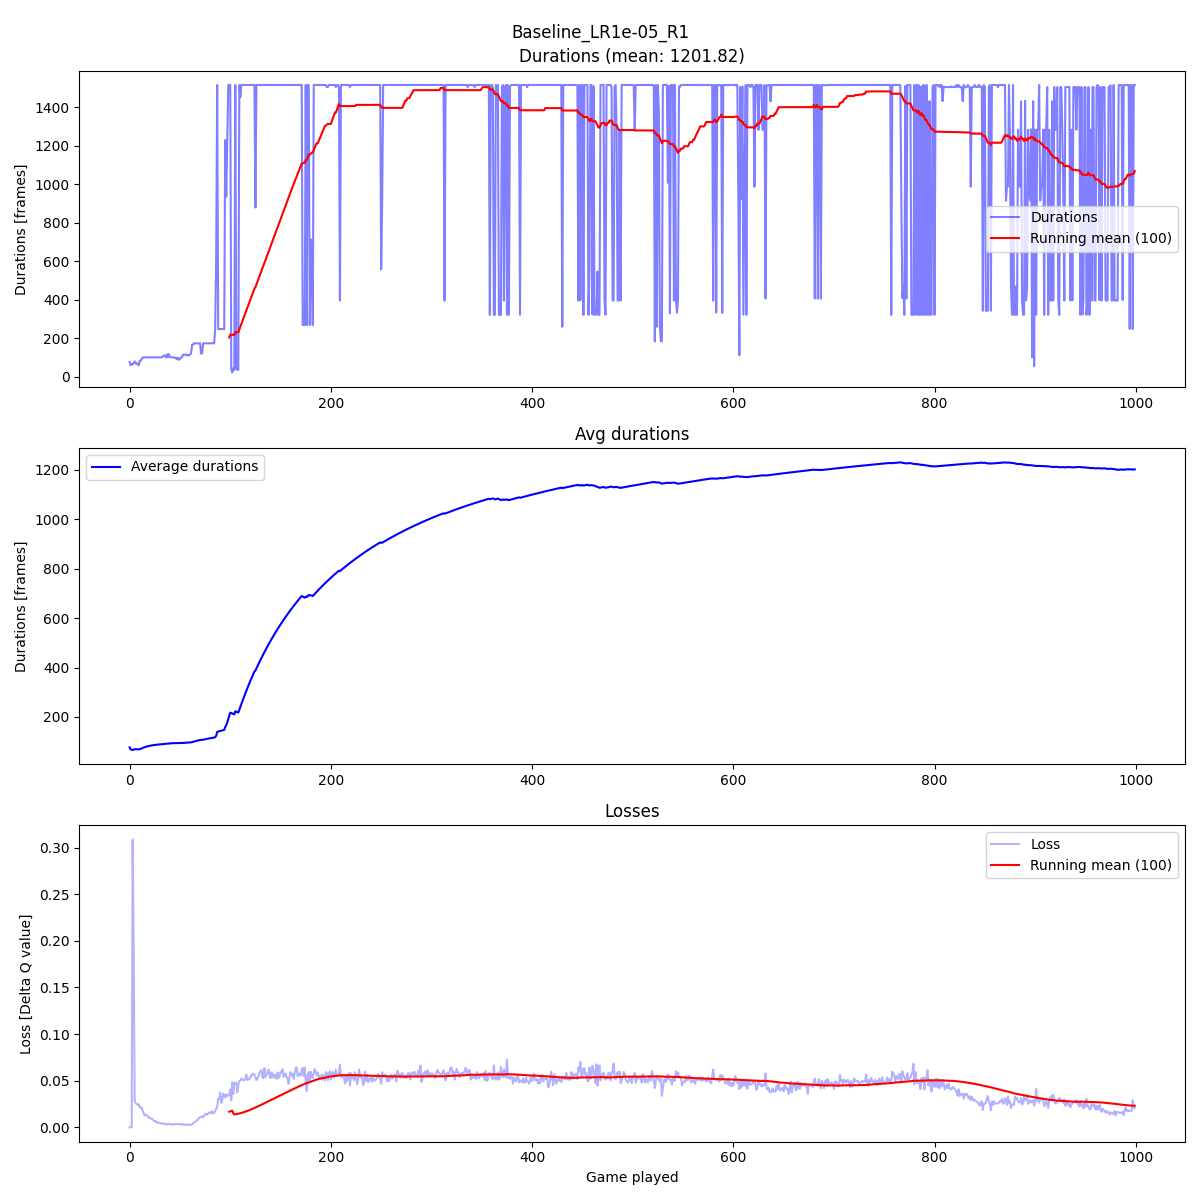 Baseline_LR1e-05_R1
Durations (mean: 1201.82)
Durations [frames]
1400
1200
1000
800
600
400
200
0
Durations
Running mean (100)
0 200 400 600 800 1000
Avg durations
Durations [frames]
1200
1000
800
600
400
200
Average durations
0 200 400 600 800 1000
Losses
Loss [Delta Q value]
0.30
0.25
0.20
0.15
0.10
0.05
0.00
Loss
Running mean (100)
0 200 400 600 800 1000
Game played